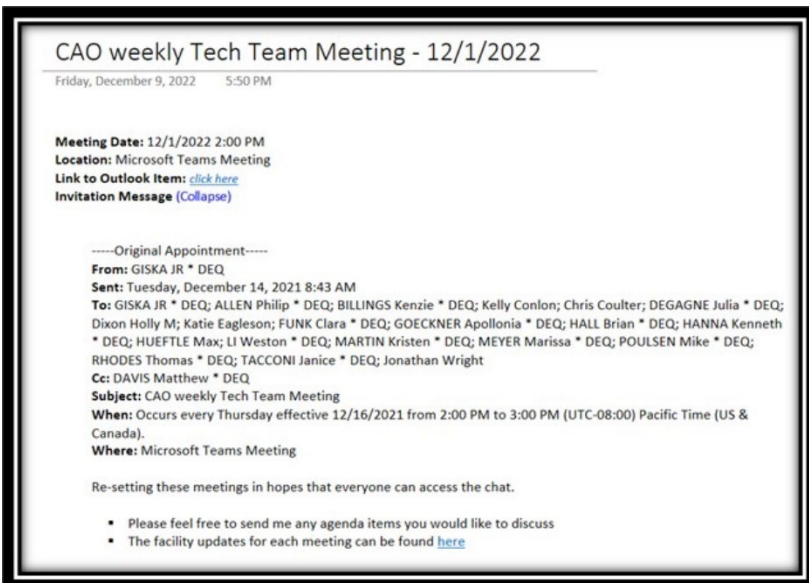 CAO weekly Tech Team Meeting - 12/1/2022
Friday, December 9, 2022 5:50 PM
Meeting Date: 12/1/2022 2:00 PM
Location: Microsoft Teams Meeting
Link to Outlook Item: click here
Invitation Message (Collapse)
-----Original Appointment-----
From: GISKA JR * DEQ
Sent: Tuesday, December 14, 2021 8:43 AM
To: GISKA JR * DEQ; ALLEN Philip * DEQ; BILLINGS Kenzie * DEQ; Kelly Conlon; Chris Coulter; DEGAGNE Julia * DEQ;
Dixon Holly M; Katie Eagleson; FUNK Clara * DEQ; GOECKNER Apollonia * DEQ; HALL Brian * DEQ; HANNA Kenneth
* DEQ; HUEFTLE Max; LI Weston * DEQ; MARTIN Kristen * DEQ; MEYER Marissa * DEQ; POULSEN Mike * DEQ;
RHODES Thomas * DEQ; TACCONI Janice * DEQ; Jonathan Wright
Cc: DAVIS Matthew * DEQ
Subject: CAO weekly Tech Team Meeting
When: Occurs every Thursday effective 12/16/2021 from 2:00 PM to 3:00 PM (UTC-08:00) Pacific Time (US &
Canada).
Where: Microsoft Teams Meeting
Re-setting these meetings in hopes that everyone can access the chat.
▪ Please feel free to send me any agenda items you would like to discuss
▪ The facility updates for each meeting can be found here